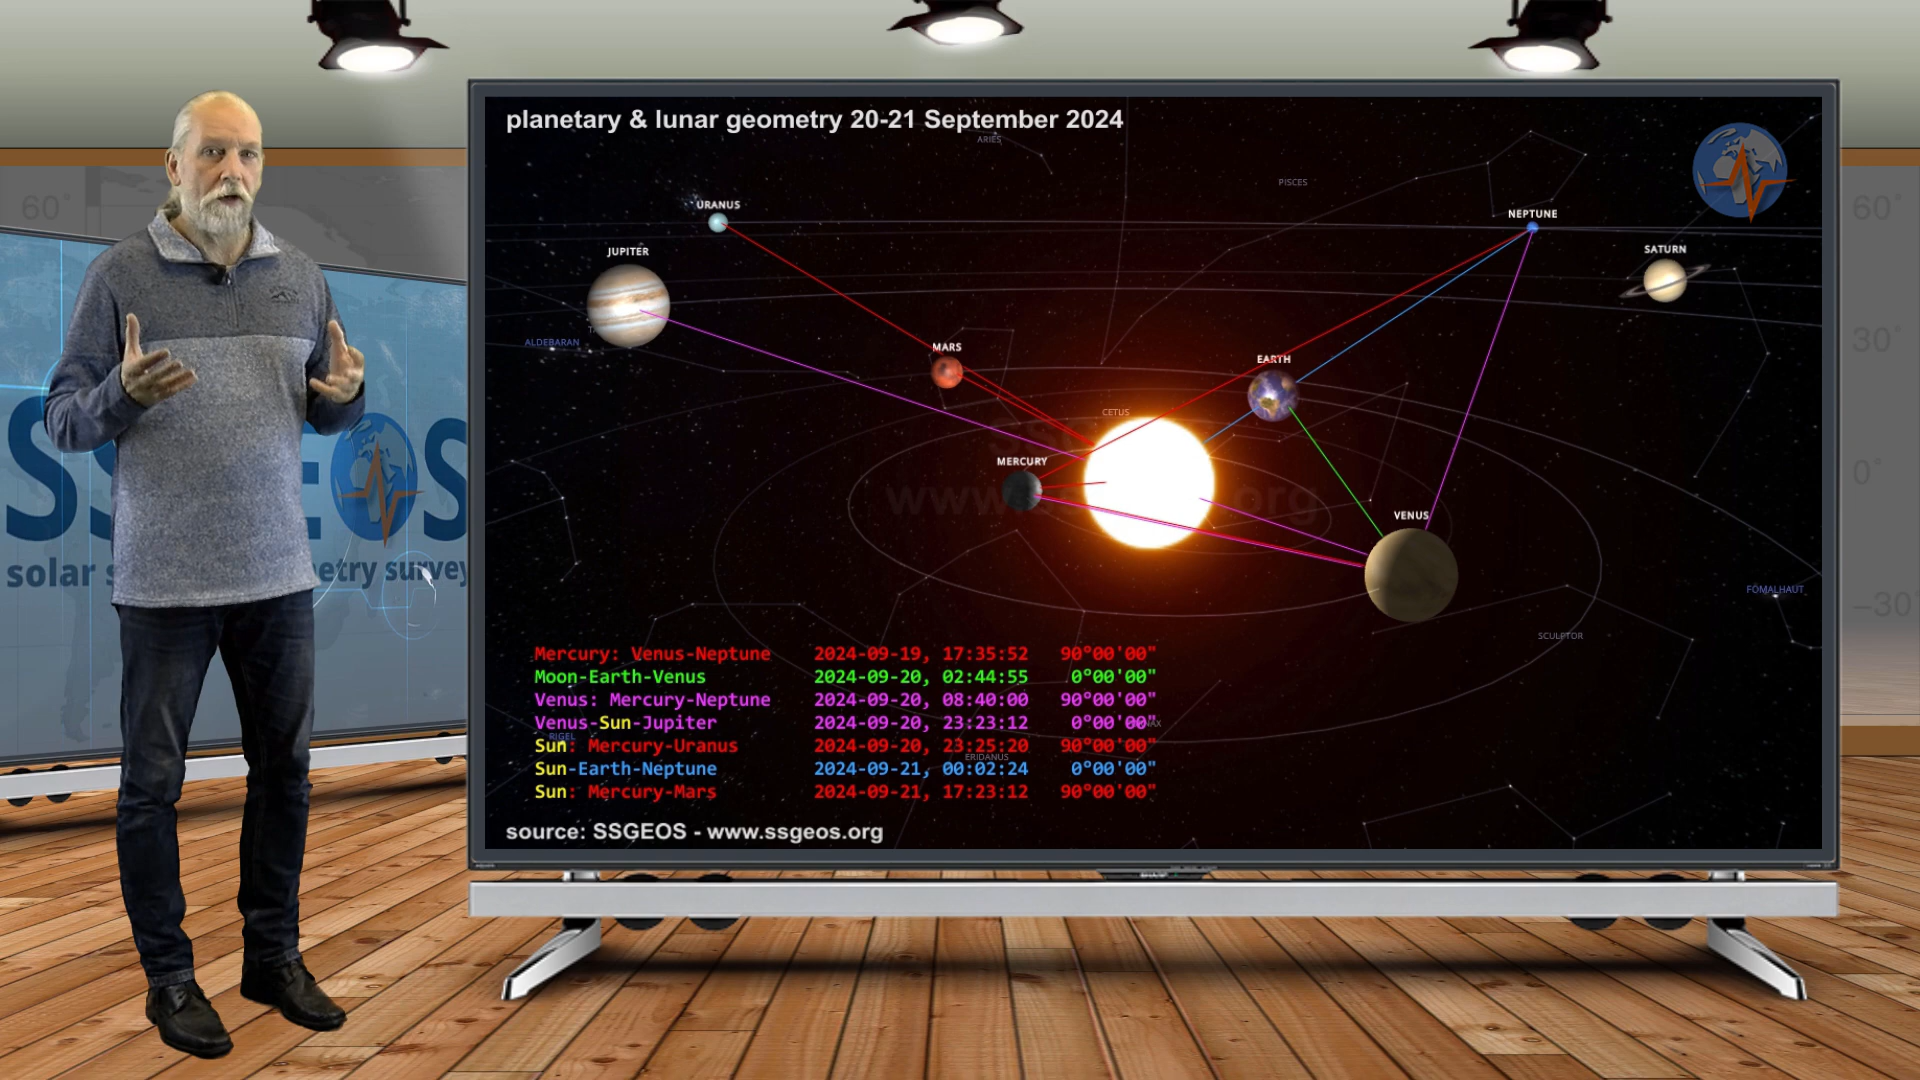 planetary & lunar geometry 20-21 September 2024
ARIES
PISCES
60°
60°
URANUS
NEPTUNE
JUPITER
SATURN
ALDEBARAN
MARS
EARTH
30°
CETUS
MERCURY
0°
SSGEOS
www.
org
VENUS
solar s
etry survey
FOMALHAUT
-30°
SCULPTOR
Mercury: Venus-Neptune 2024-09-19, 17:35:52 90°00'00"
Moon-Earth-Venus 2024-09-20, 02:44:55 0°00'00"
Venus: Mercury-Neptune 2024-09-20, 08:40:00 90°00'00"
Venus-Sun-Jupiter 2024-09-20, 23:23:12 0°00'00"
RIGEL
Sun: Mercury-Uranus 2024-09-20, 23:25:20 90°00'00"
ERIDANUS
Sun-Earth-Neptune 2024-09-21, 00:02:24 0°00'00"
Sun: Mercury-Mars 2024-09-21, 17:23:12 90°00'00"
source: SSGEOS - www.ssgeos.org